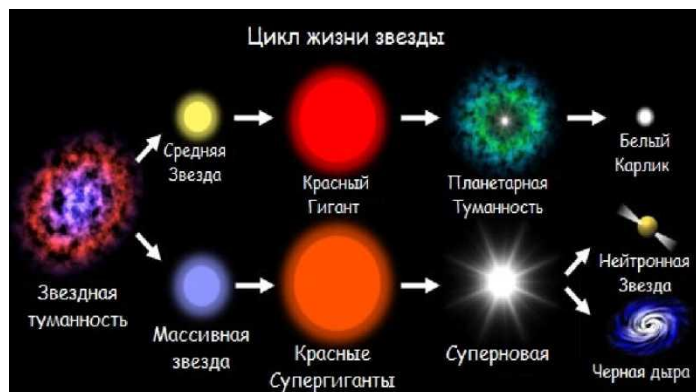 Цикл жизни звезды
Средняя
Звезда
Красный
Гигант
Планетарная
Туманность
Белый
Карлик
Звездная
туманность
Массивная
звезда
Красные
Супергиганты
Суперновая
Нейтронная
Звезда
Черная дыра